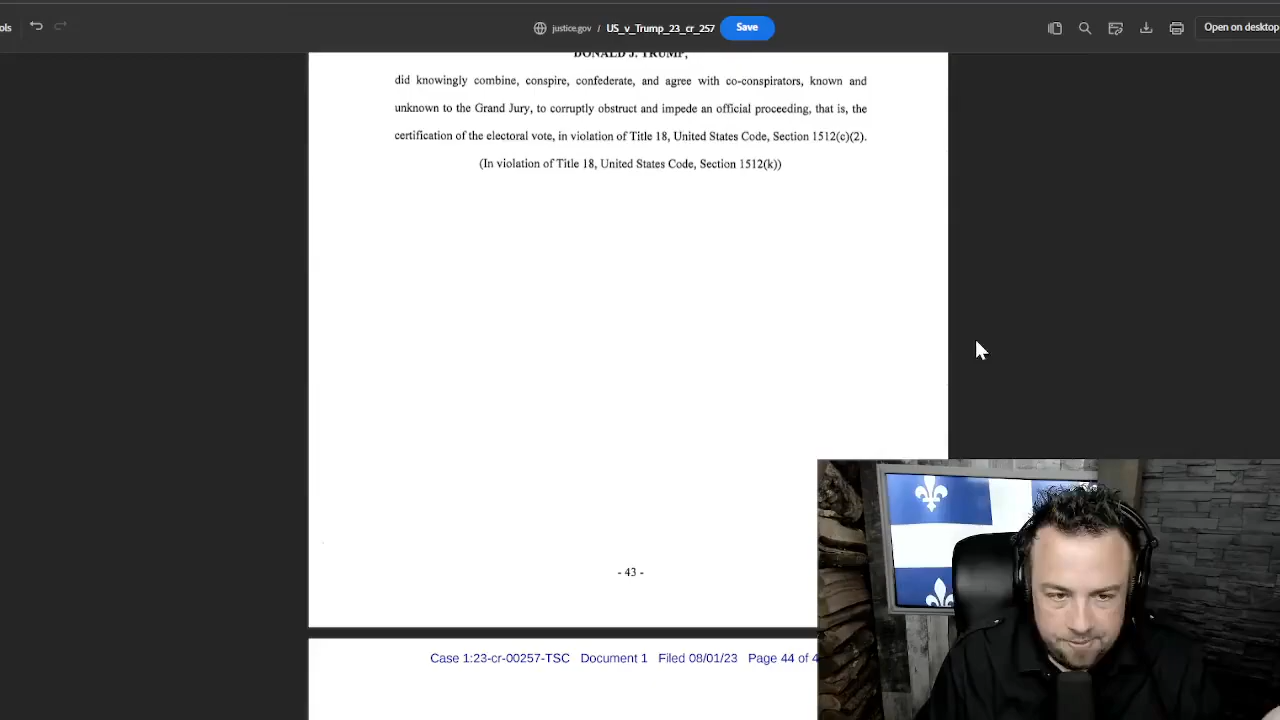 ols
justice.gov / US_v_Trump_23_cr_257
Save
Open on desktop
DONALD J. TRUMP,
did knowingly combine, conspire, confederate, and agree with co-conspirators, known and
unknown to the Grand Jury, to corruptly obstruct and impede an official proceeding, that is, the
certification of the electoral vote, in violation of Title 18, United States Code, Section 1512(c)(2).
(In violation of Title 18, United States Code, Section 1512(k))
- 43 -
Case 1:23-cr-00257-TSC Document 1 Filed 08/01/23 Page 44 of 4